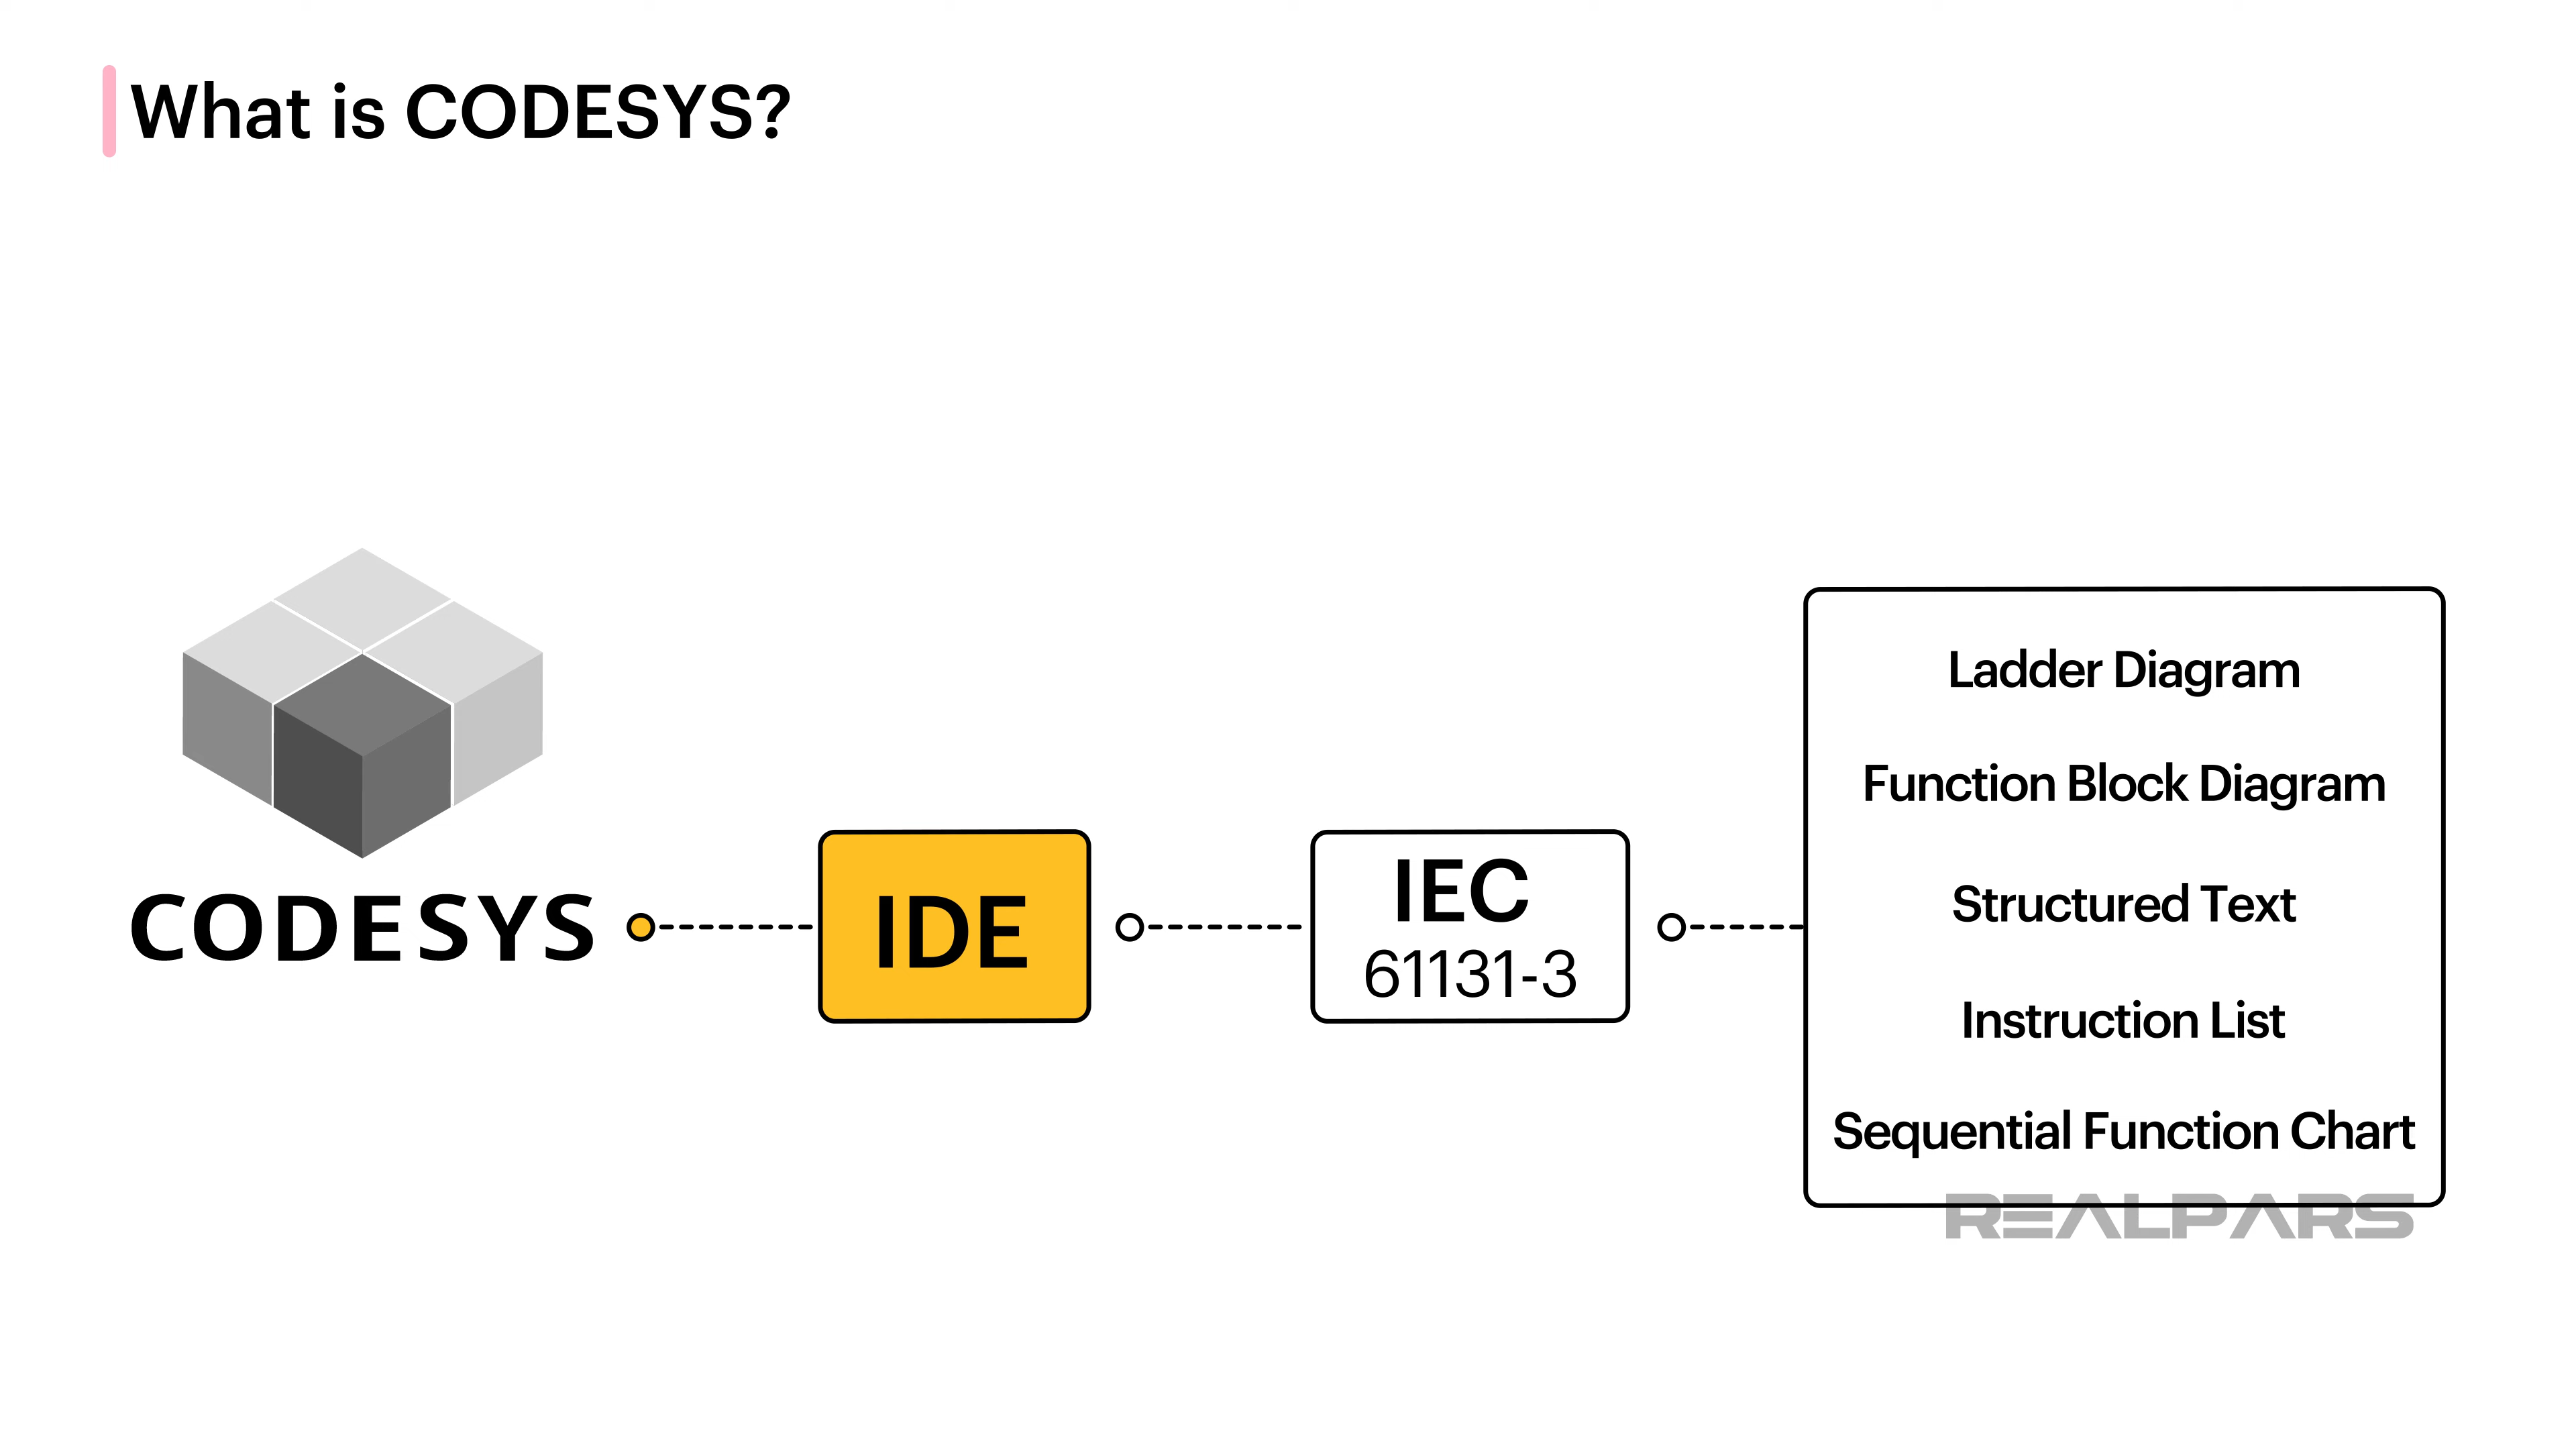 What is CODESYS?
CODESYS
IDE
IEC
61131-3
Ladder Diagram
Function Block Diagram
Structured Text
Instruction List
Sequential Function Chart
REALPARS